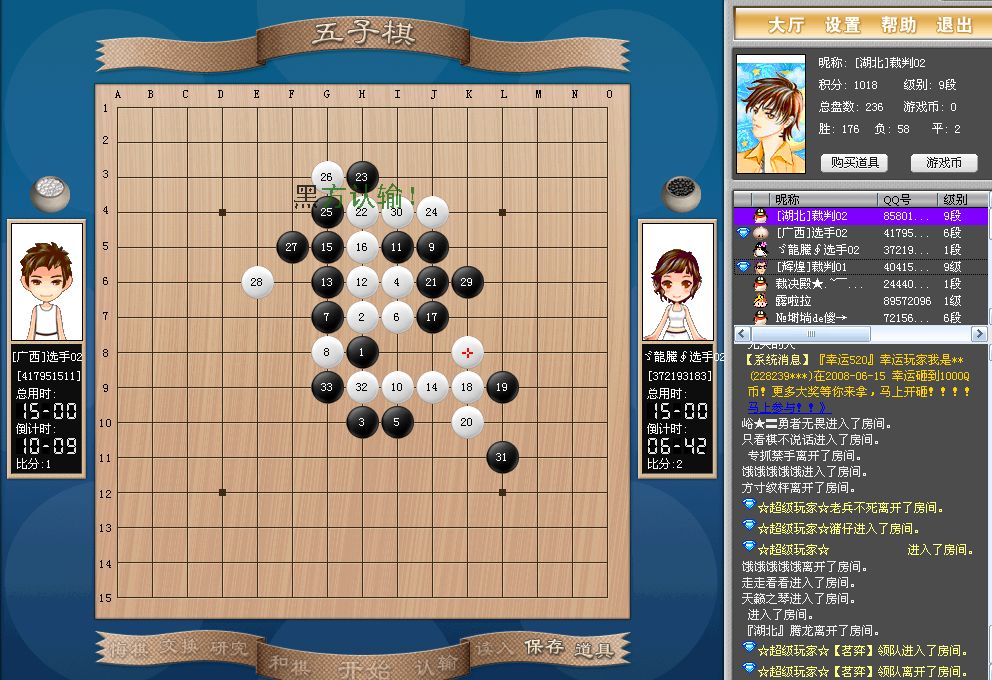 五子棋
A B C D E F G H I J K L M N O
1
2
3
4
5
6
7
8
9
10
11
12
13
14
15
26 23
黑方认输!
25 22 30 24
27 15 16 11 9
28 13 12 4 21 29
7 2 6 17
8 1
33 32 10 14 18 19
3 5 20
31
[广西]选手02
[417951511]
总用时:
15-00
倒计时:
10-09
比分:1
ゞ龍騰∮选手02
[372193183]
总用时:
15-00
倒计时:
06-42
比分:2
悔棋 交换 研究 和棋 开始 认输 读入 保存 道具
大厅 设置 帮助 退出
昵称: [湖北]裁判02
积分: 1018 级别: 9段
总盘数: 236 游戏币: 0
胜: 176 负: 58 平: 2
购买道具 游戏币
昵称 QQ号 级别
[湖北]裁判02 85801... 9段
[广西]选手02 41795... 6段
ゞ龍騰∮选手02 37219... 1段
[辉煌]裁判01 40415... 9级
裁决殿★ 24440... 1段
露啦拉 89572096 1级
72156... 6段
【系统消息】『幸运520』幸运玩家我是**
(228239***)在2008-06-15 幸运砸到1000Q
币! 更多大奖等你来拿，马上开砸！！！！
马上参与！！》
峪★〓勇者无畏进入了房间。
只看棋不说话进入了房间。
专抓禁手离开了房间。
饿饿饿饿饿进入了房间。
方寸纹枰离开了房间。
☆超级玩家☆老兵不死离开了房间。
☆超级玩家☆潴仔进入了房间。
☆超级玩家☆ 进入了房间。
饿饿饿饿饿离开了房间。
走走看看进入了房间。
天籁之琴进入了房间。
进入了房间。
『湖北』腾龙离开了房间。
☆超级玩家☆【茗弈】领队进入了房间。
☆超级玩家☆【茗弈】领队离开了房间。